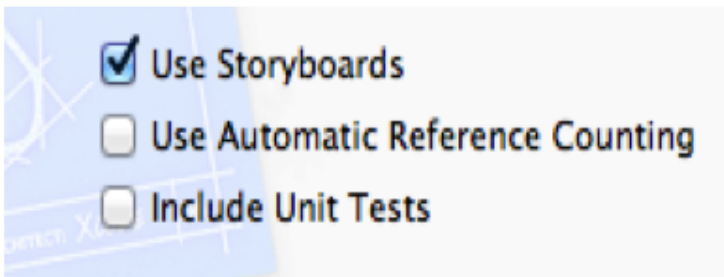 Use Storyboards
Use Automatic Reference Counting
Include Unit Tests